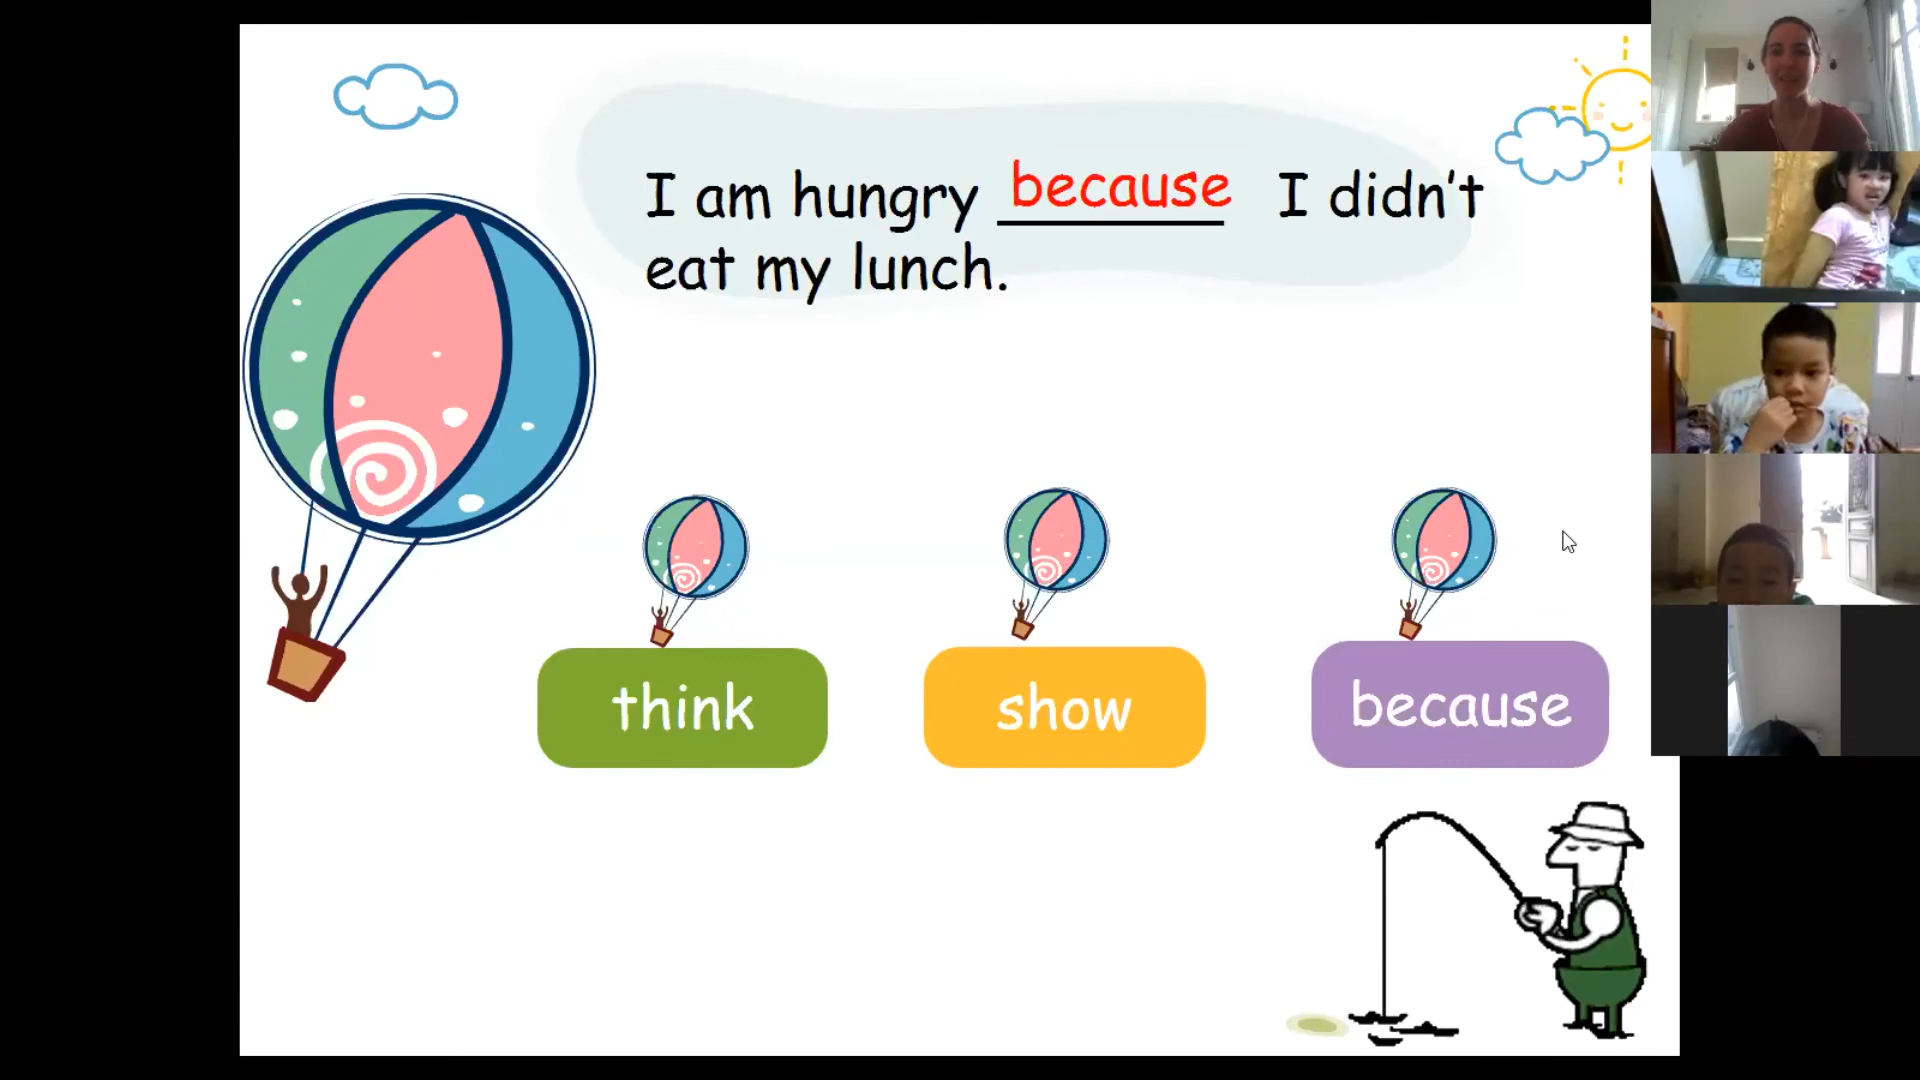 I am hungry because I didn't
eat my lunch.
think
show
because